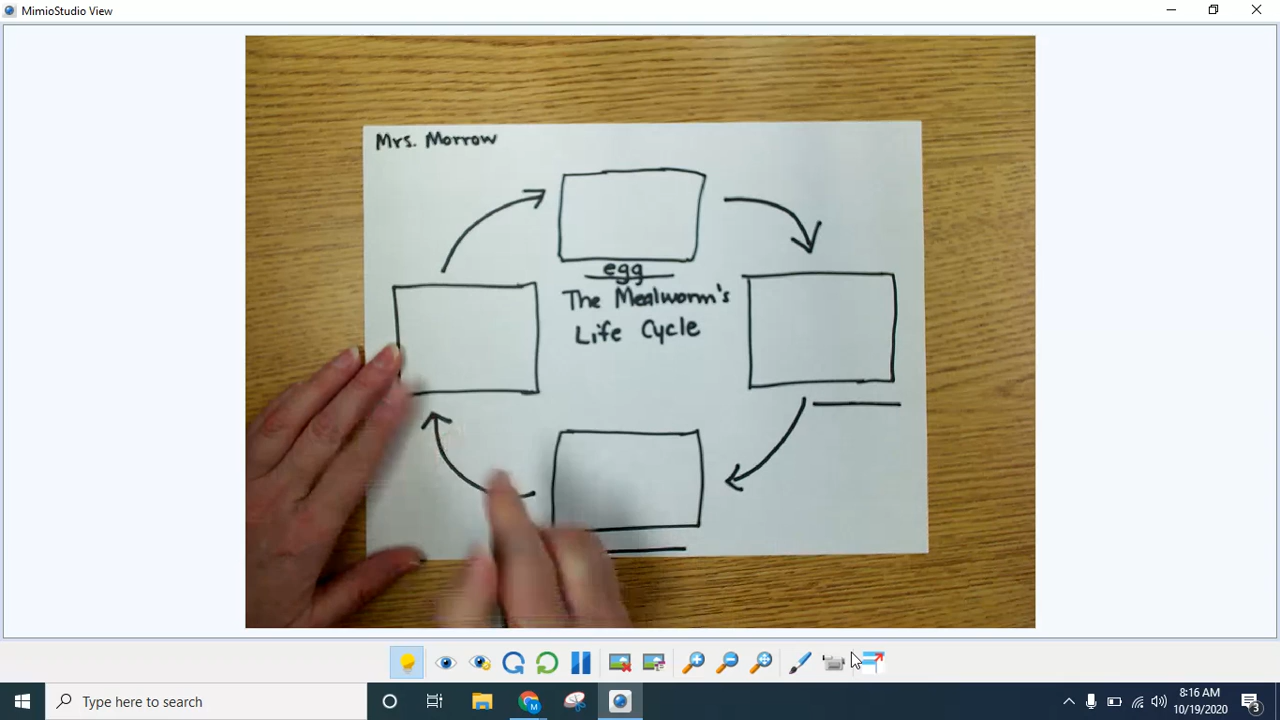 MimioStudio View
Mrs. Morrow
egg
The Mealworm's
Life Cycle
Type here to search
8:16 AM
10/19/2020
3